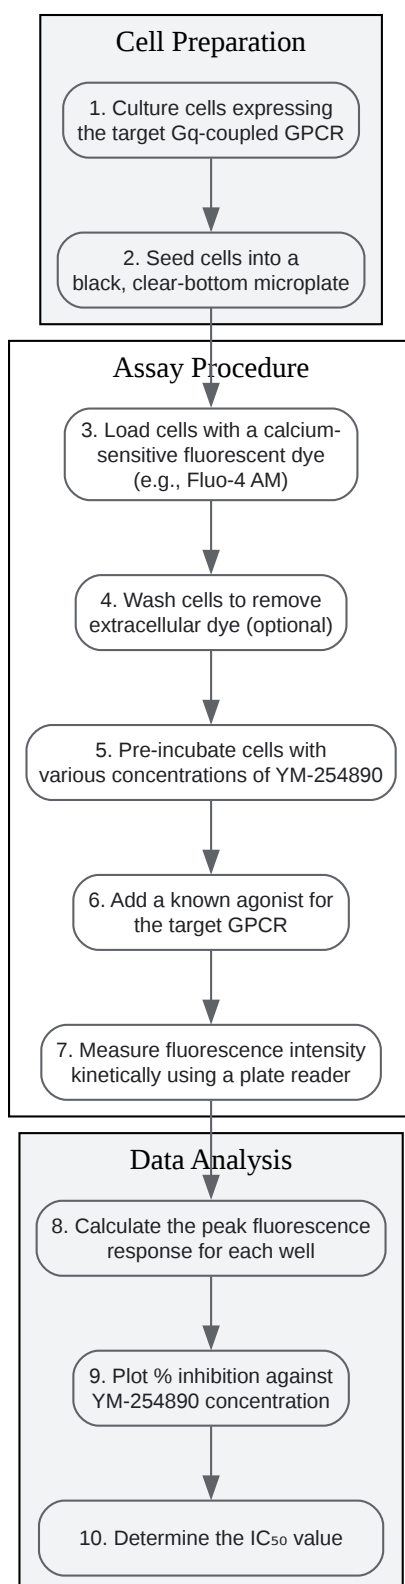 Cell Preparation
1. Culture cells expressing
the target Gq-coupled GPCR
2. Seed cells into a
black, clear-bottom microplate
Assay Procedure
3. Load cells with a calcium-
sensitive fluorescent dye
(e.g., Fluo-4 AM)
4. Wash cells to remove
extracellular dye (optional)
5. Pre-incubate cells with
various concentrations of YM-254890
6. Add a known agonist for
the target GPCR
7. Measure fluorescence intensity
kinetically using a plate reader
Data Analysis
8. Calculate the peak fluorescence
response for each well
9. Plot % inhibition against
YM-254890 concentration
10. Determine the IC₅₀ value